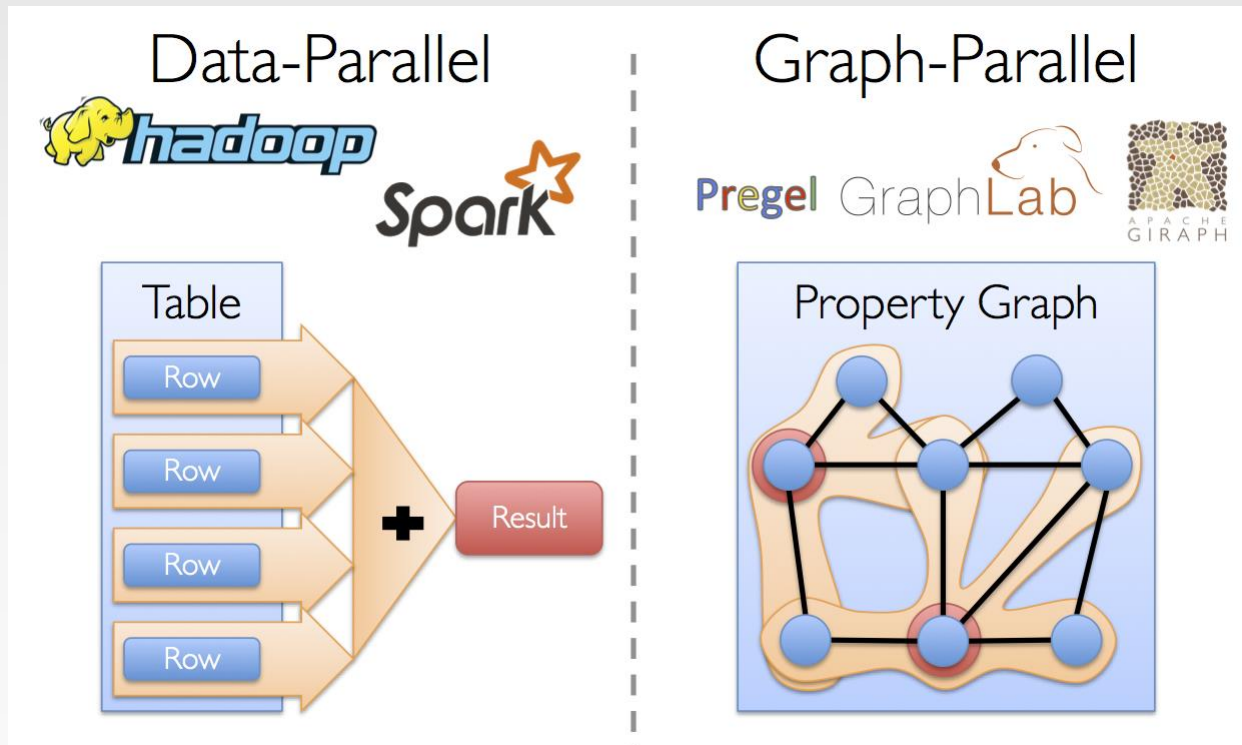 Data-Parallel
hadoop
Spark
Table
Row
Row
Row
Row
+
Result
Graph-Parallel
Pregel GraphLab
APACHE
GIRAPH
Property Graph